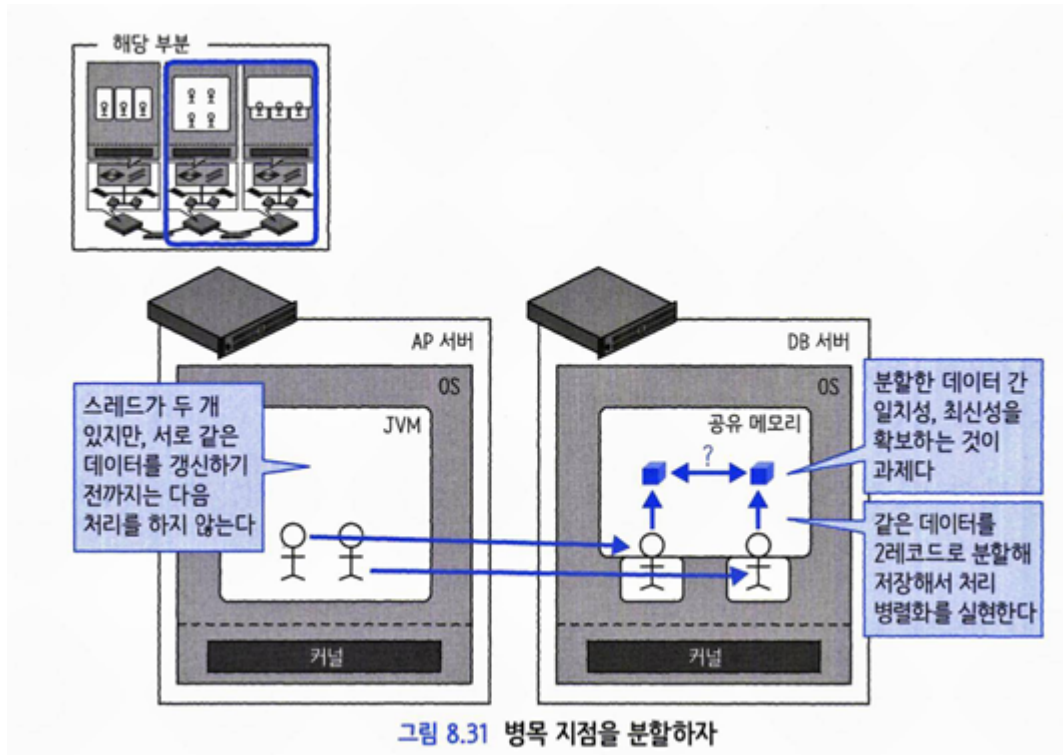 해당 부분
AP 서버
OS
JVM
스레드가 두 개
있지만, 서로 같은
데이터를 갱신하기
전까지는 다음
처리를 하지 않는다
커널
DB 서버
OS
공유 메모리
?
분할한 데이터 간
일치성, 최신성을
확보하는 것이
과제다
같은 데이터를
2레코드로 분할해
저장해서 처리
병렬화를 실현한다
커널
그림 8.31 병목 지점을 분할하자